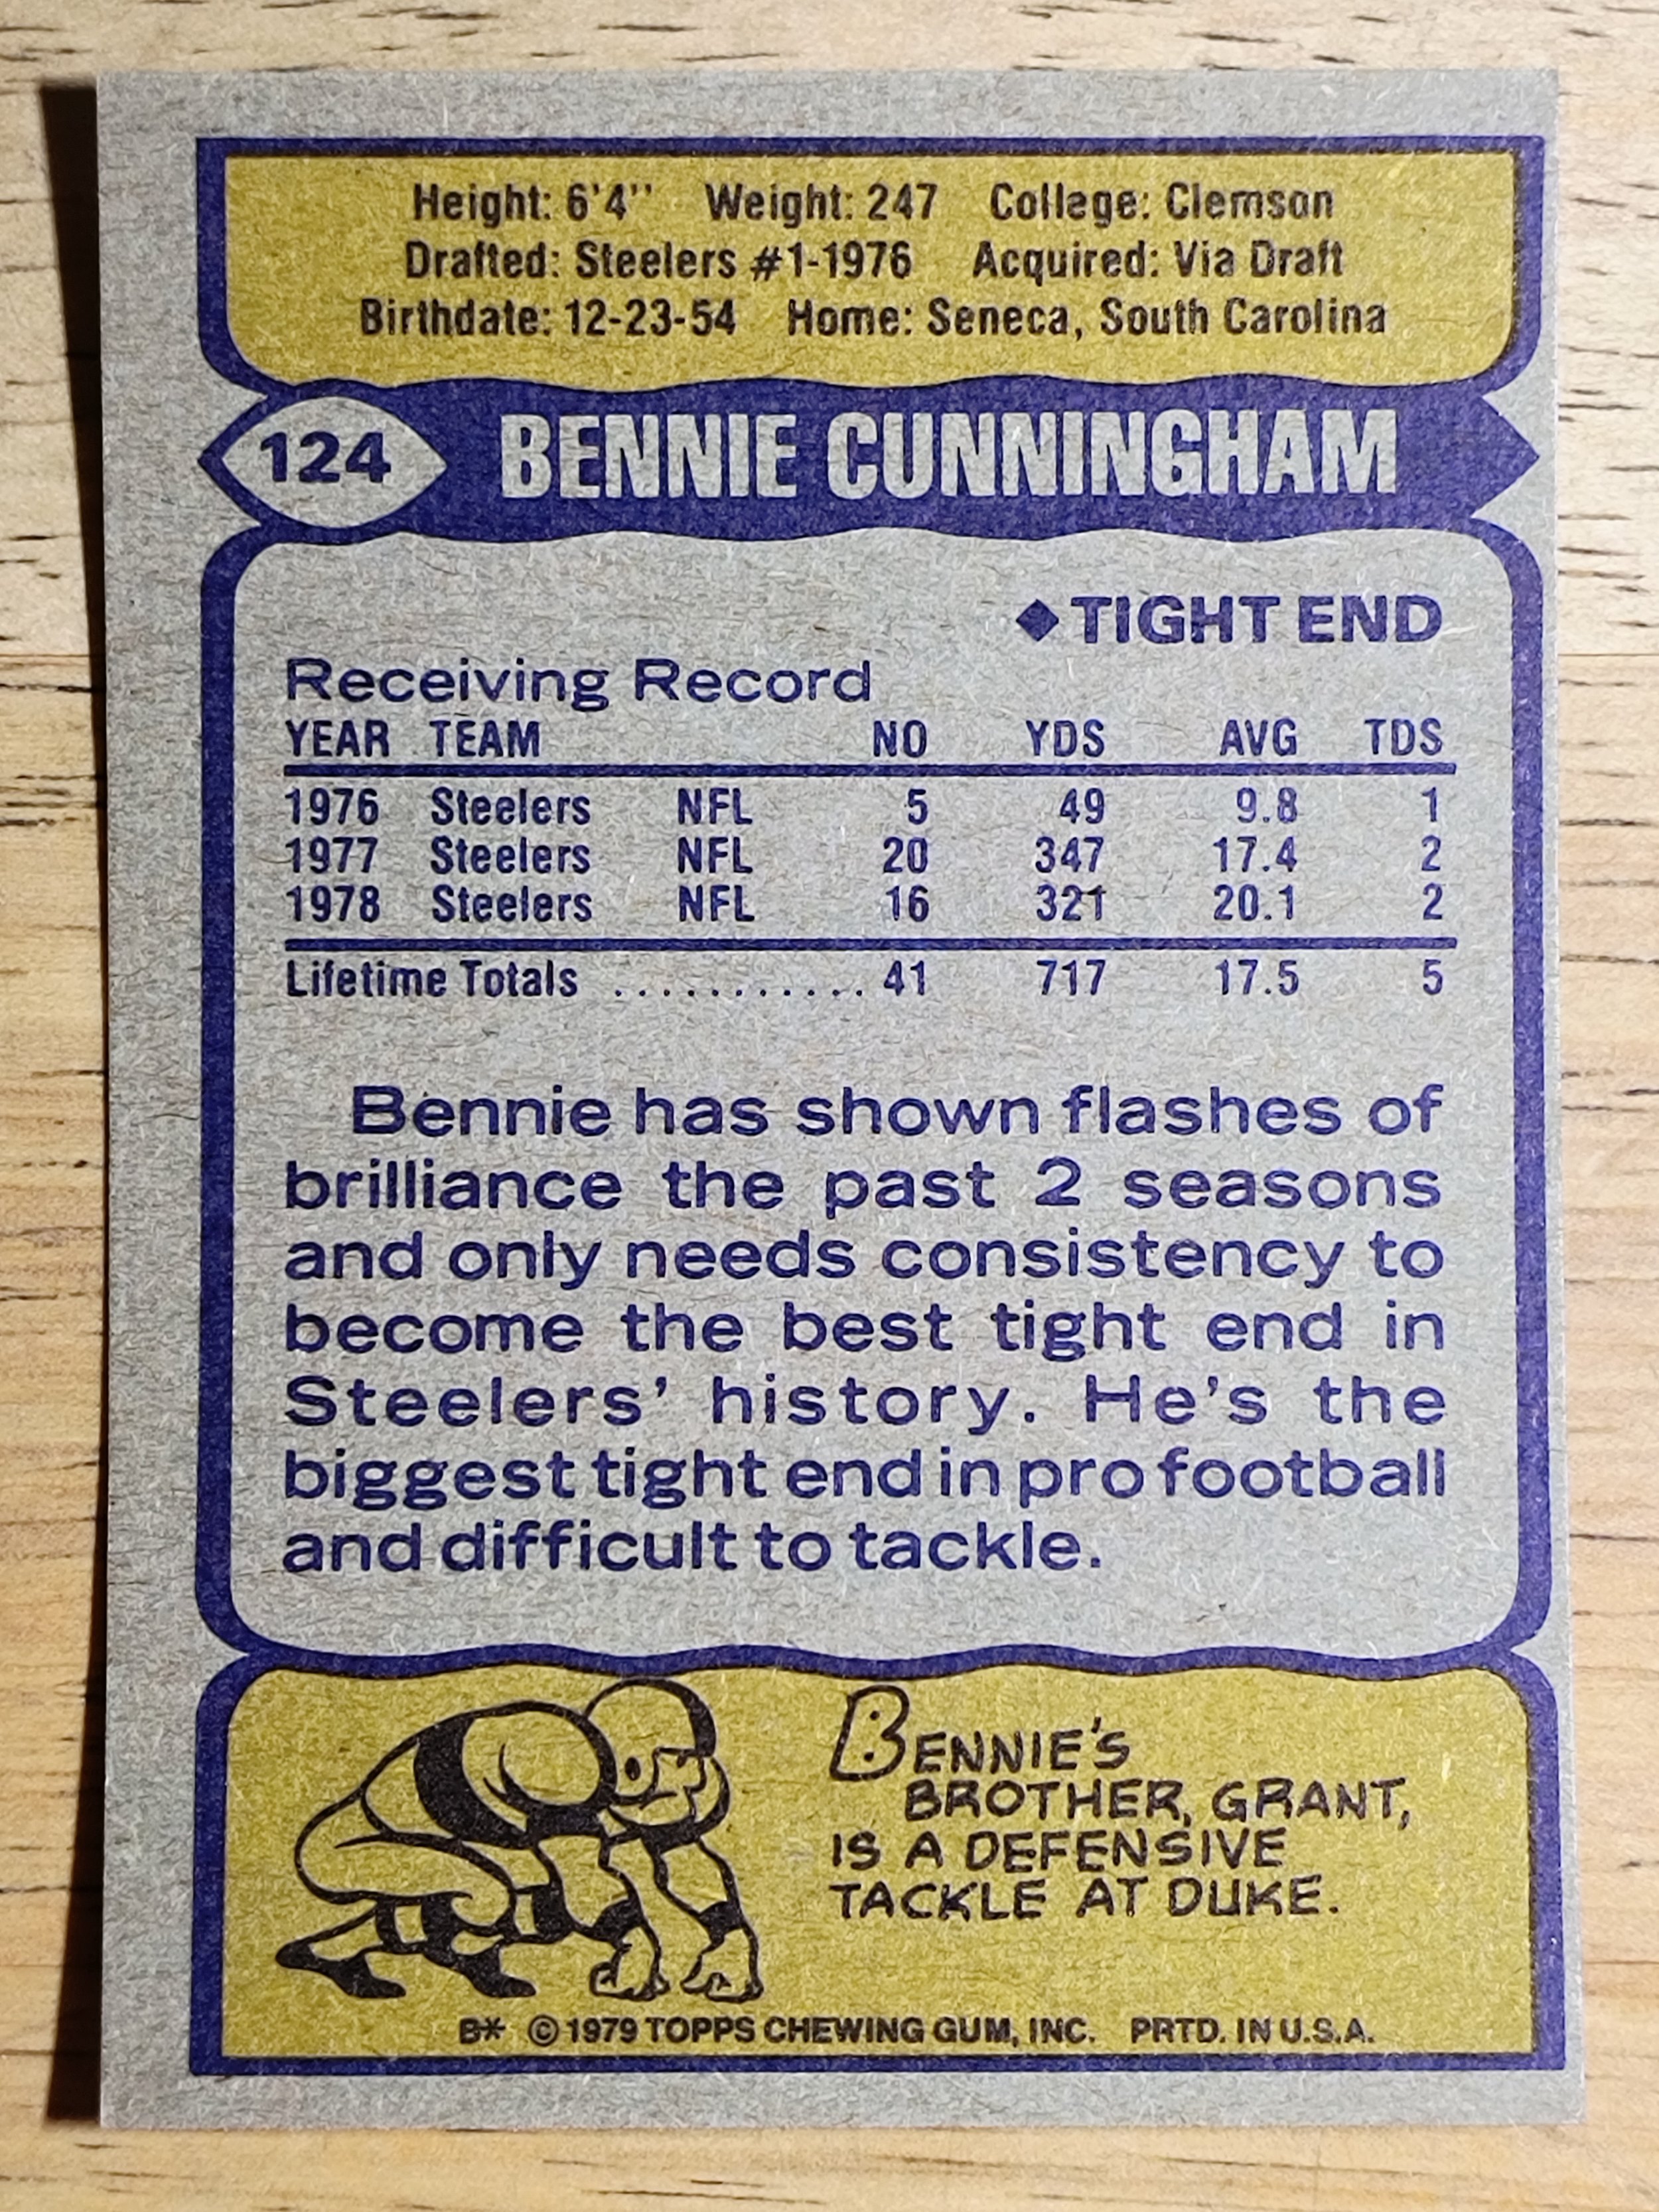 Height: 6'4'' Weight: 247 College: Clemson
Drafted: Steelers #1-1976 Acquired: Via Draft
Birthdate: 12-23-54 Home: Seneca, South Carolina
124 BENNIE CUNNINGHAM
◆TIGHT END
Receiving Record
YEAR TEAM NO YDS AVG TDS
1976 Steelers NFL 5 49 9.8 1
1977 Steelers NFL 20 347 17.4 2
1978 Steelers NFL 16 321 20.1 2
Lifetime Totals ........... 41 717 17.5 5
Bennie has shown flashes of
brilliance the past 2 seasons
and only needs consistency to
become the best tight end in
Steelers' history. He's the
biggest tight end in pro football
and difficult to tackle.
BENNIE'S
BROTHER, GRANT,
IS A DEFENSIVE
TACKLE AT DUKE.
B* © 1979 TOPPS CHEWING GUM, INC. PRTD. IN U.S.A.